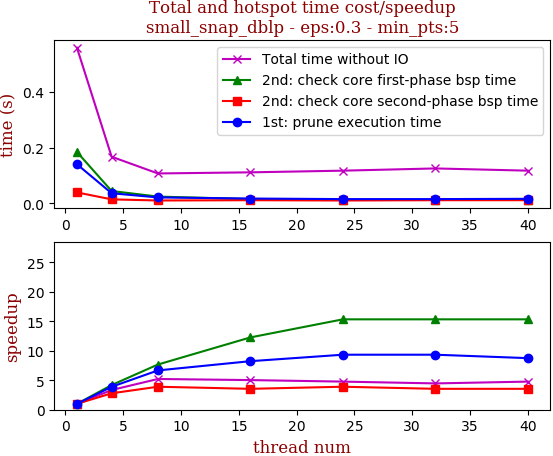 Total and hotspot time cost/speedup
small_snap_dblp - eps:0.3 - min_pts:5
time (s)
0.4
0.2
0.0
Total time without IO
2nd: check core first-phase bsp time
2nd: check core second-phase bsp time
1st: prune execution time
0 5 10 15 20 25 30 35 40
speedup
25
20
15
10
5
0
0 5 10 15 20 25 30 35 40
thread num